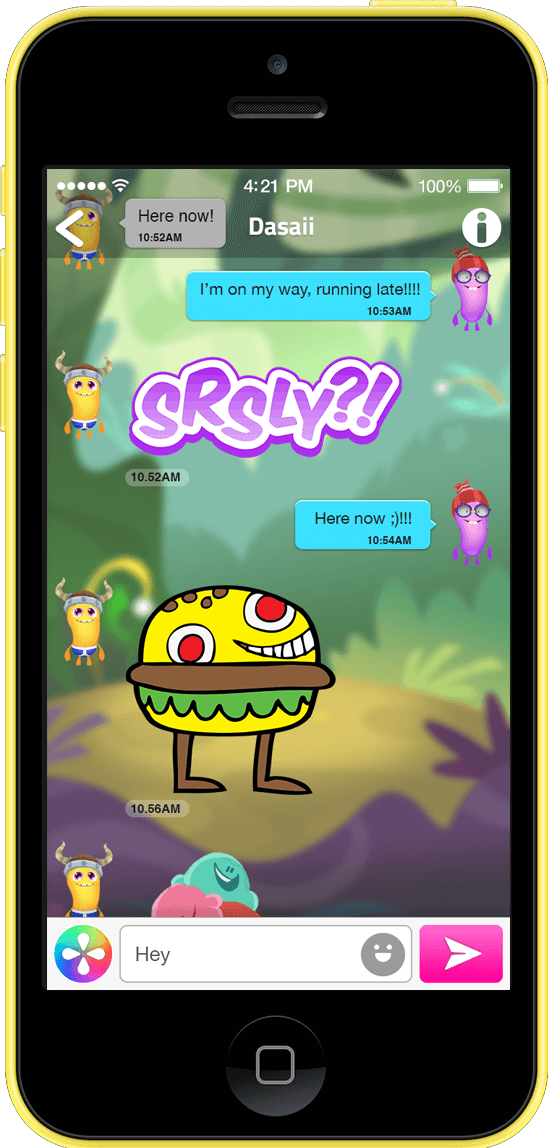 4:21 PM
100%
Here now!
10:52AM
Dasaii
I'm on my way, running late!!!!
10:53AM
SRSLY?!
10.52AM
Here now ;)!!!
10:54AM
10.56AM
Hey